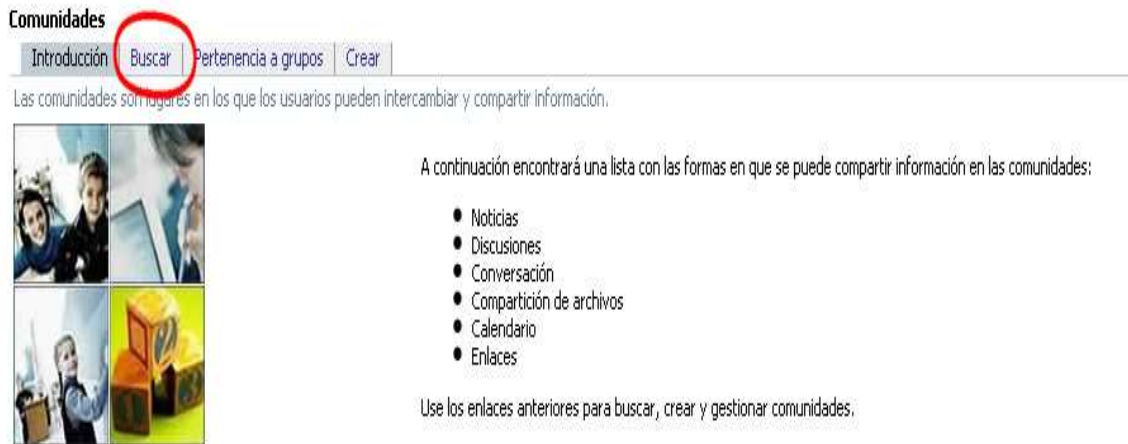 Comunidades
Introducción Buscar Pertenencia a grupos Crear
Las comunidades son lugares en los que los usuarios pueden intercambiar y compartir información.
A continuación encontrará una lista con las formas en que se puede compartir información en las comunidades:
Noticias
Discusiones
Conversación
Compartición de archivos
Calendario
Enlaces
Use los enlaces anteriores para buscar, crear y gestionar comunidades.